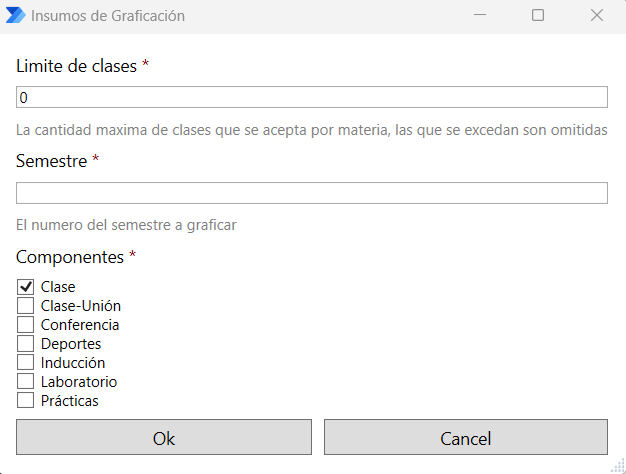 Insumos de Graficación
Limite de clases *
0
La cantidad maxima de clases que se acepta por materia, las que se excedan son omitidas
Semestre *
El numero del semestre a graficar
Componentes *
Clase
Clase-Unión
Conferencia
Deportes
Inducción
Laboratorio
Prácticas
Ok
Cancel